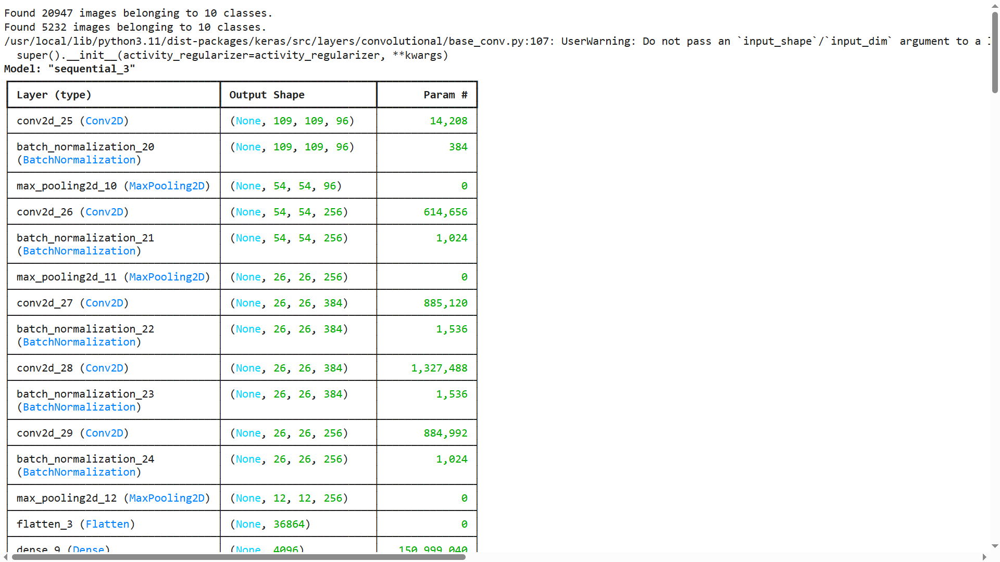 Found 20947 images belonging to 10 classes.
Found 5232 images belonging to 10 classes.
/usr/local/lib/python3.11/dist-packages/keras/src/layers/convolutional/base_conv.py:107: UserWarning: Do not pass an `input_shape`/`input_dim` argument to a
super().__init__(activity_regularizer=activity_regularizer, **kwargs)
Model: "sequential_3"
Layer (type) Output Shape Param #
conv2d_25 (Conv2D) (None, 109, 109, 96) 14,208
batch_normalization_20 (None, 109, 109, 96) 384
(BatchNormalization)
max_pooling2d_10 (MaxPooling2D) (None, 54, 54, 96) 0
conv2d_26 (Conv2D) (None, 54, 54, 256) 614,656
batch_normalization_21 (None, 54, 54, 256) 1,024
(BatchNormalization)
max_pooling2d_11 (MaxPooling2D) (None, 26, 26, 256) 0
conv2d_27 (Conv2D) (None, 26, 26, 384) 885,120
batch_normalization_22 (None, 26, 26, 384) 1,536
(BatchNormalization)
conv2d_28 (Conv2D) (None, 26, 26, 384) 1,327,488
batch_normalization_23 (None, 26, 26, 384) 1,536
(BatchNormalization)
conv2d_29 (Conv2D) (None, 26, 26, 256) 884,992
batch_normalization_24 (None, 26, 26, 256) 1,024
(BatchNormalization)
max_pooling2d_12 (MaxPooling2D) (None, 12, 12, 256) 0
flatten_3 (Flatten) (None, 36864) 0
dense_9 (Dense) (None, 4096) 150,999,040